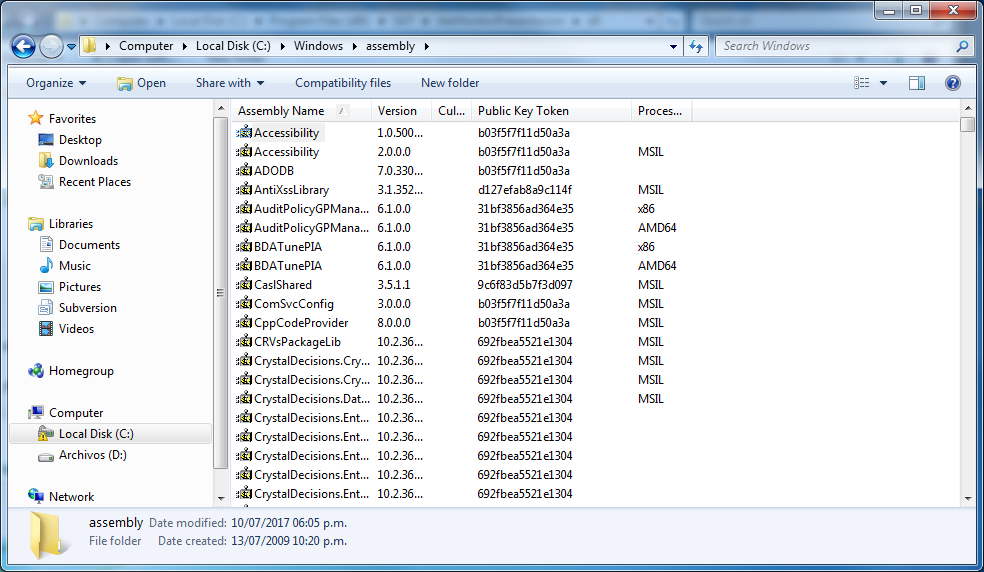 Computer Local Disk (C:) Windows assembly
Search Windows
Organize Open Share with Compatibility files New folder
Favorites
Desktop
Downloads
Recent Places
Libraries
Documents
Music
Pictures
Subversion
Videos
Homegroup
Computer
Local Disk (C:)
Archivos (D:)
Network
Assembly Name Version Cul... Public Key Token Proces...
Accessibility 1.0.500... b03f5f7f11d50a3a
Accessibility 2.0.0.0 b03f5f7f11d50a3a MSIL
ADODB 7.0.330... b03f5f7f11d50a3a
AntiXssLibrary 3.1.352... d127efab8a9c114f MSIL
AuditPolicyGPMana... 6.1.0.0 31bf3856ad364e35 x86
AuditPolicyGPMana... 6.1.0.0 31bf3856ad364e35 AMD64
BDATunePIA 6.1.0.0 31bf3856ad364e35 x86
BDATunePIA 6.1.0.0 31bf3856ad364e35 AMD64
CaslShared 3.5.1.1 9c6f83d5b7f3d097 MSIL
ComSvcConfig 3.0.0.0 b03f5f7f11d50a3a MSIL
CppCodeProvider 8.0.0.0 b03f5f7f11d50a3a MSIL
CRVsPackageLib 10.2.36... 692fbea5521e1304 MSIL
CrystalDecisions.Cry... 10.2.36... 692fbea5521e1304 MSIL
CrystalDecisions.Cry... 10.2.36... 692fbea5521e1304 MSIL
CrystalDecisions.Dat... 10.2.36... 692fbea5521e1304 MSIL
CrystalDecisions.Ent... 10.2.36... 692fbea5521e1304
CrystalDecisions.Ent... 10.2.36... 692fbea5521e1304
CrystalDecisions.Ent... 10.2.36... 692fbea5521e1304
CrystalDecisions.Ent... 10.2.36... 692fbea5521e1304
CrystalDecisions.Ent... 10.2.36... 692fbea5521e1304
assembly Date modified: 10/07/2017 06:05 p.m.
File folder Date created: 13/07/2009 10:20 p.m.